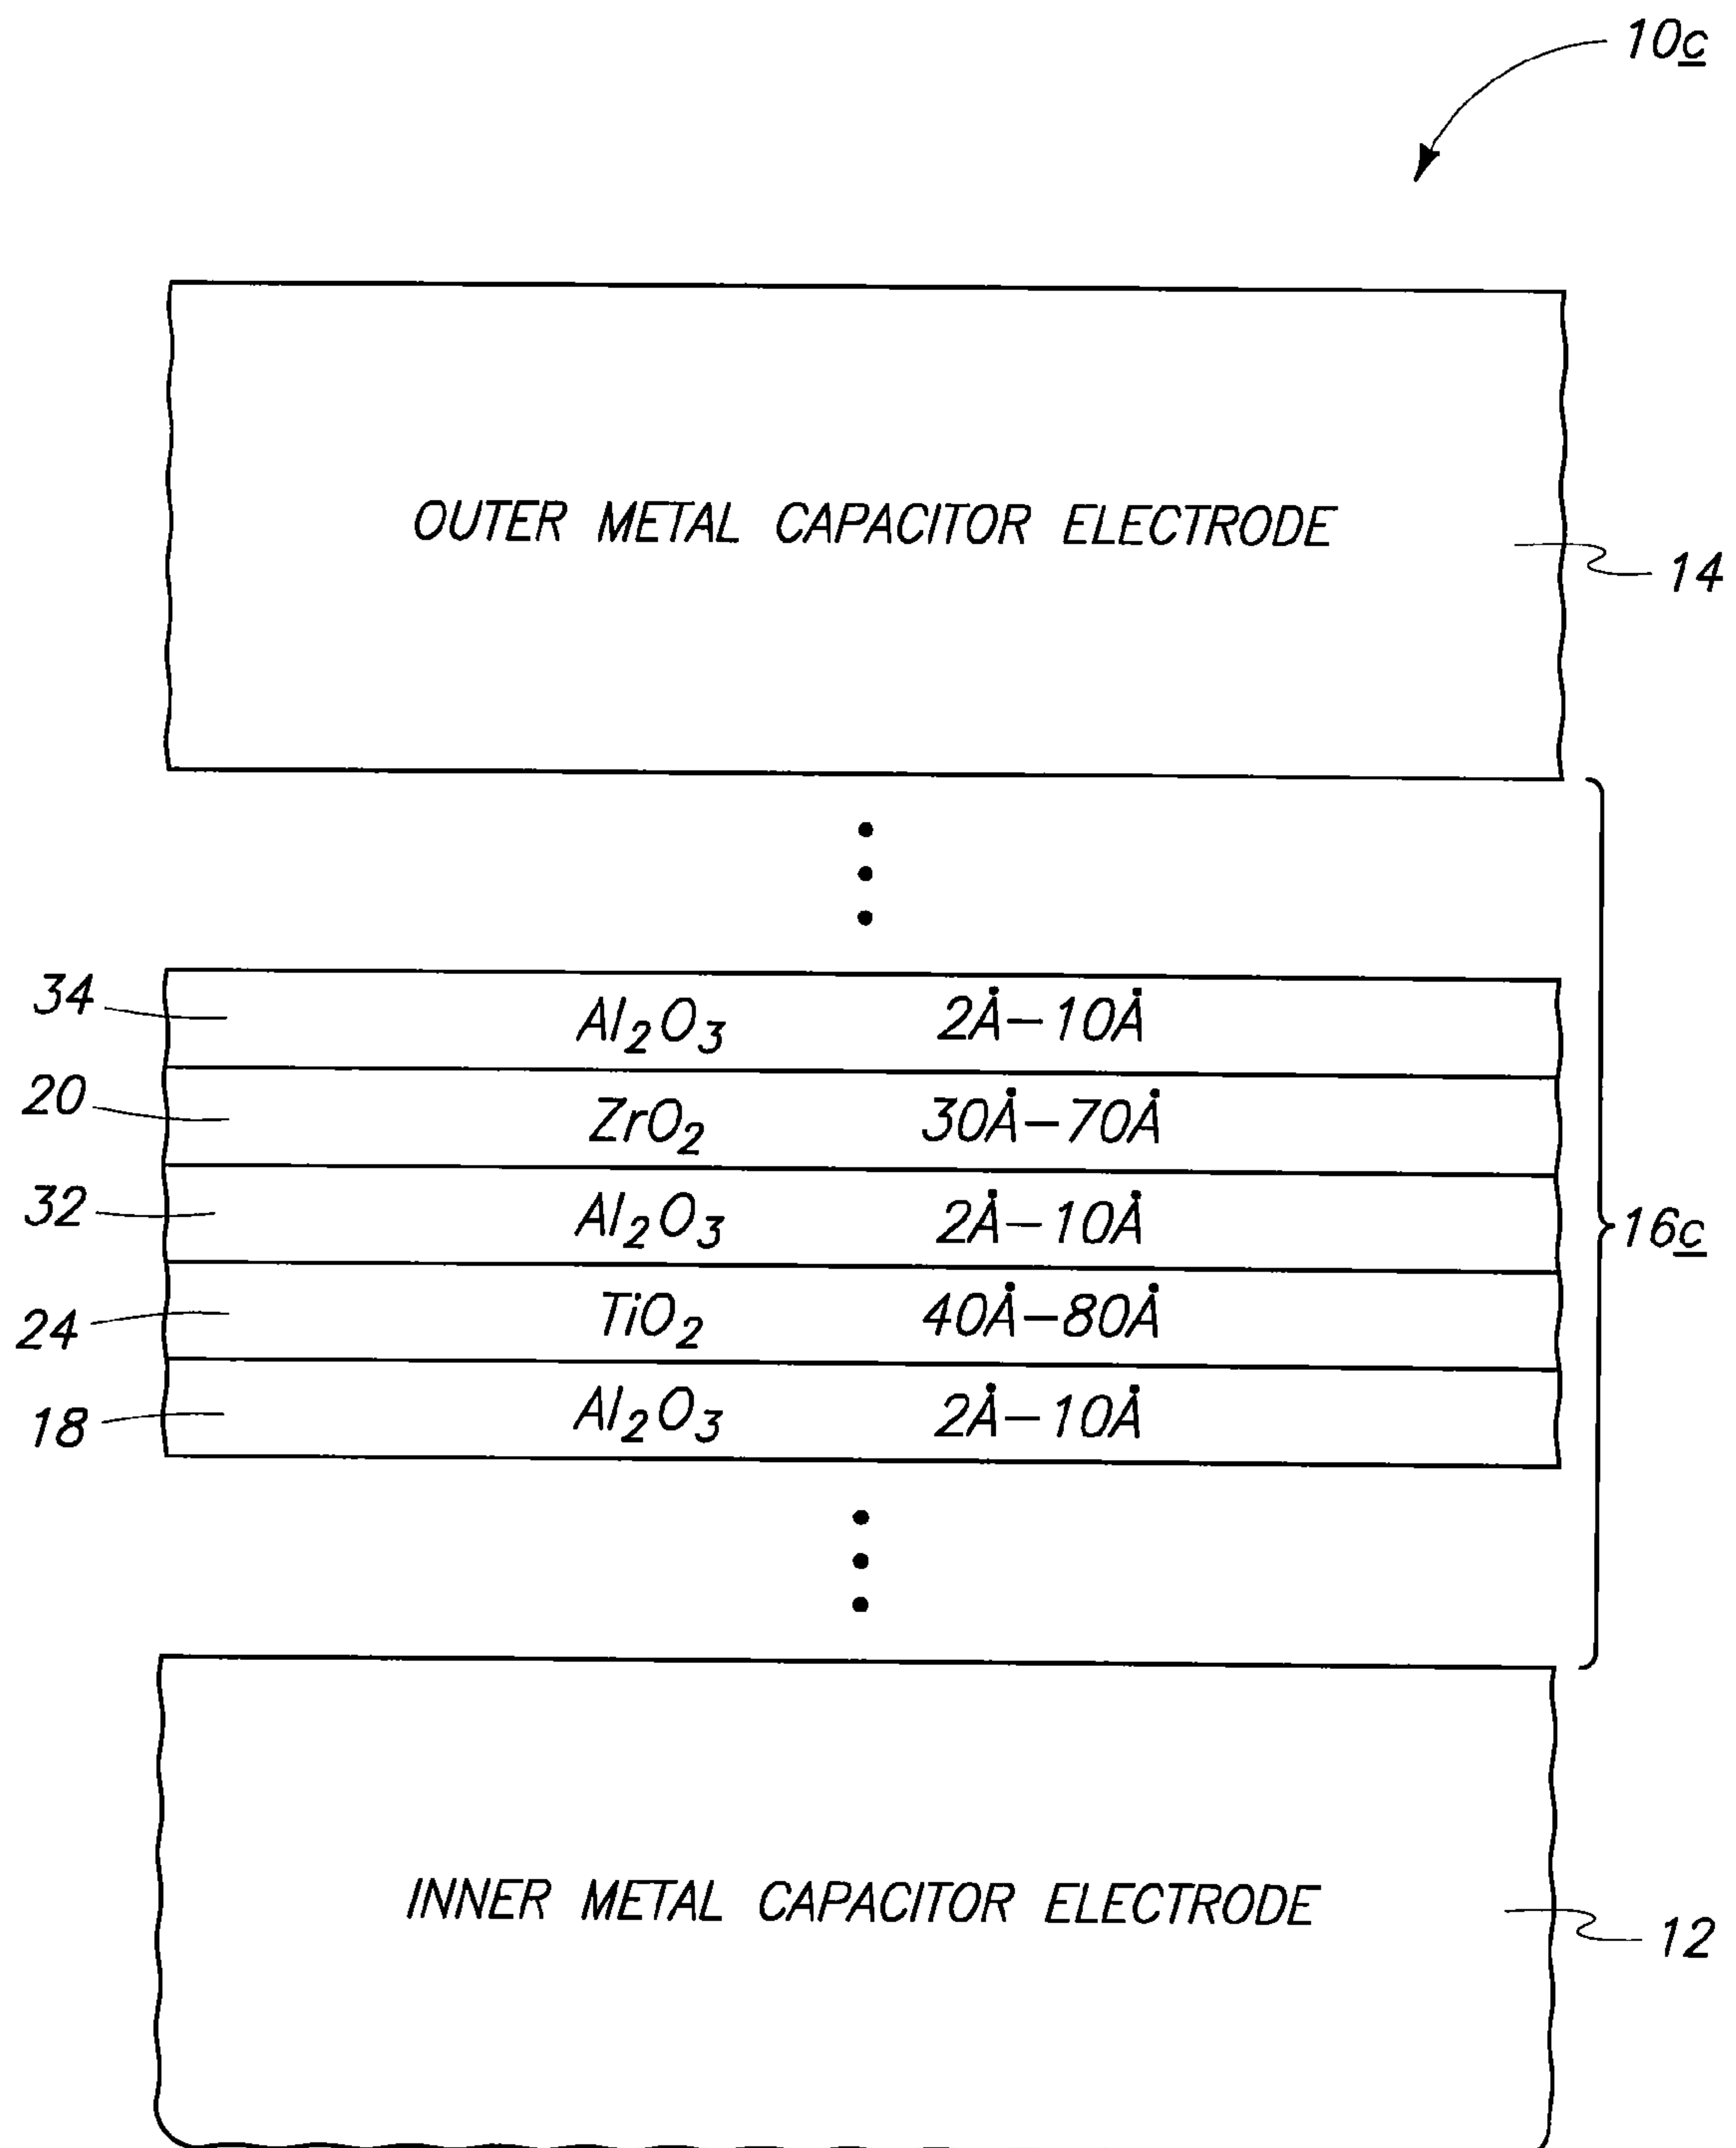 10c
OUTER METAL CAPACITOR ELECTRODE
14
34 Al₂O₃ 2Å–10Å
20 ZrO₂ 30Å–70Å
32 Al₂O₃ 2Å–10Å
16c
24 TiO₂ 40Å–80Å
18 Al₂O₃ 2Å–10Å
INNER METAL CAPACITOR ELECTRODE
12